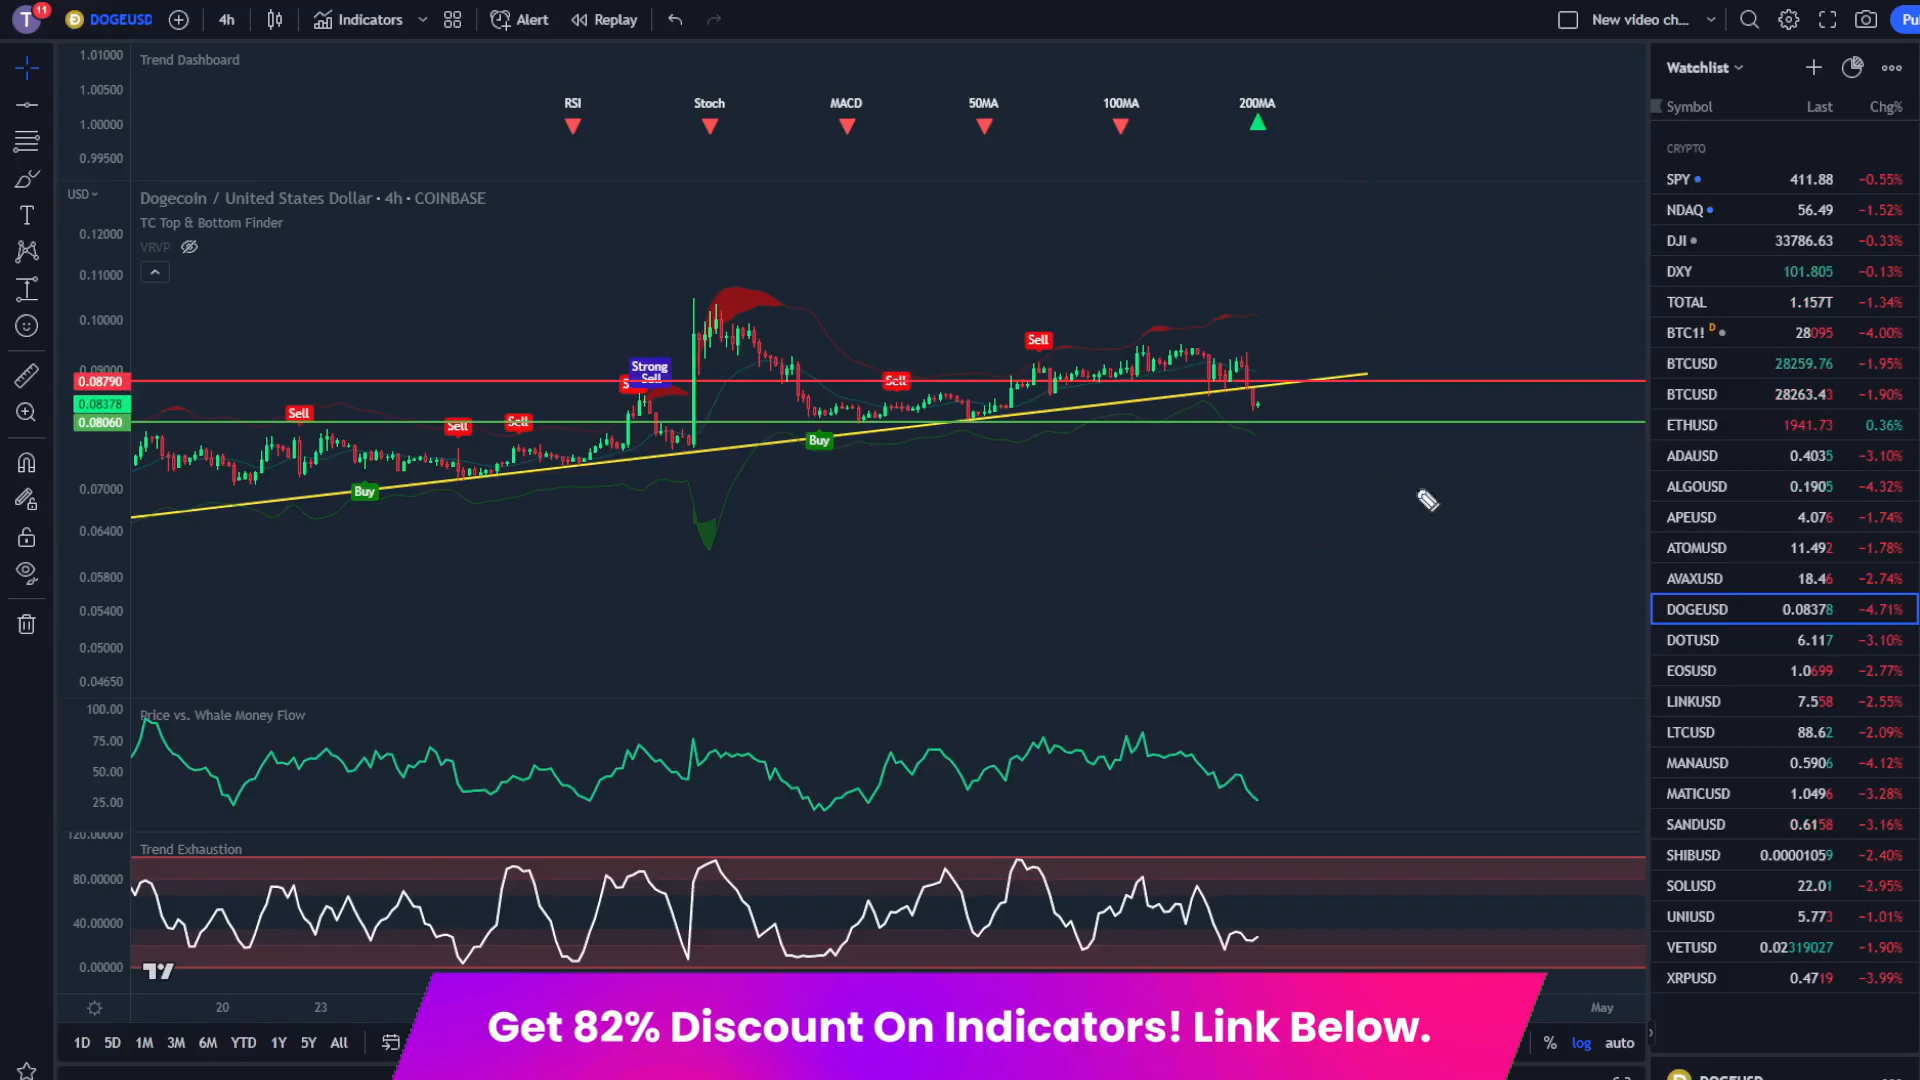 T 11 DOGEUSD 4h Indicators Alert Replay New video ch... Pu
1.01000 Trend Dashboard Watchlist
1.00500 RSI Stoch MACD 50MA 100MA 200MA Symbol Last Chg%
1.00000
0.99500
CRYPTO
SPY 411.88 −0.55%
USD Dogecoin / United States Dollar • 4h • COINBASE
TC Top & Bottom Finder
VRVP
NDAQ 56.49 −1.52%
DJI 33786.63 −0.33%
DXY 101.805 −0.13%
TOTAL 1.157T −1.34%
BTC1! D 28095 −4.00%
BTCUSD 28259.76 −1.95%
BTCUSD 28263.43 −1.90%
ETHUSD 1941.73 0.36%
ADAUSD 0.4035 −3.10%
ALGOUSD 0.1905 −4.32%
APEUSD 4.076 −1.74%
ATOMUSD 11.492 −1.78%
AVAXUSD 18.46 −2.74%
DOGEUSD 0.08378 −4.71%
DOTUSD 6.117 −3.10%
EOSUSD 1.0699 −2.77%
LINKUSD 7.558 −2.55%
LTCUSD 88.62 −2.09%
MANAUSD 0.5906 −4.12%
MATICUSD 1.0496 −3.28%
SANDUSD 0.6158 −3.16%
SHIBUSD 0.00001059 −2.40%
SOLUSD 22.01 −2.95%
UNIUSD 5.773 −1.01%
VETUSD 0.02319027 −1.90%
XRPUSD 0.4719 −3.99%
0.12000
0.11000
0.10000
0.09000
0.08790
0.08378
0.08060
0.07000
0.06400
0.05800
0.05400
0.05000
0.04650
Sell
Strong
Sell
Sell
Sell
Sell
Sell
Buy
Buy
100.00 Price vs. Whale Money Flow
75.00
50.00
25.00
120.00000
Trend Exhaustion
80.00000
40.00000
0.00000
20 23 May
Get 82% Discount On Indicators! Link Below.
1D 5D 1M 3M 6M YTD 1Y 5Y All % log auto